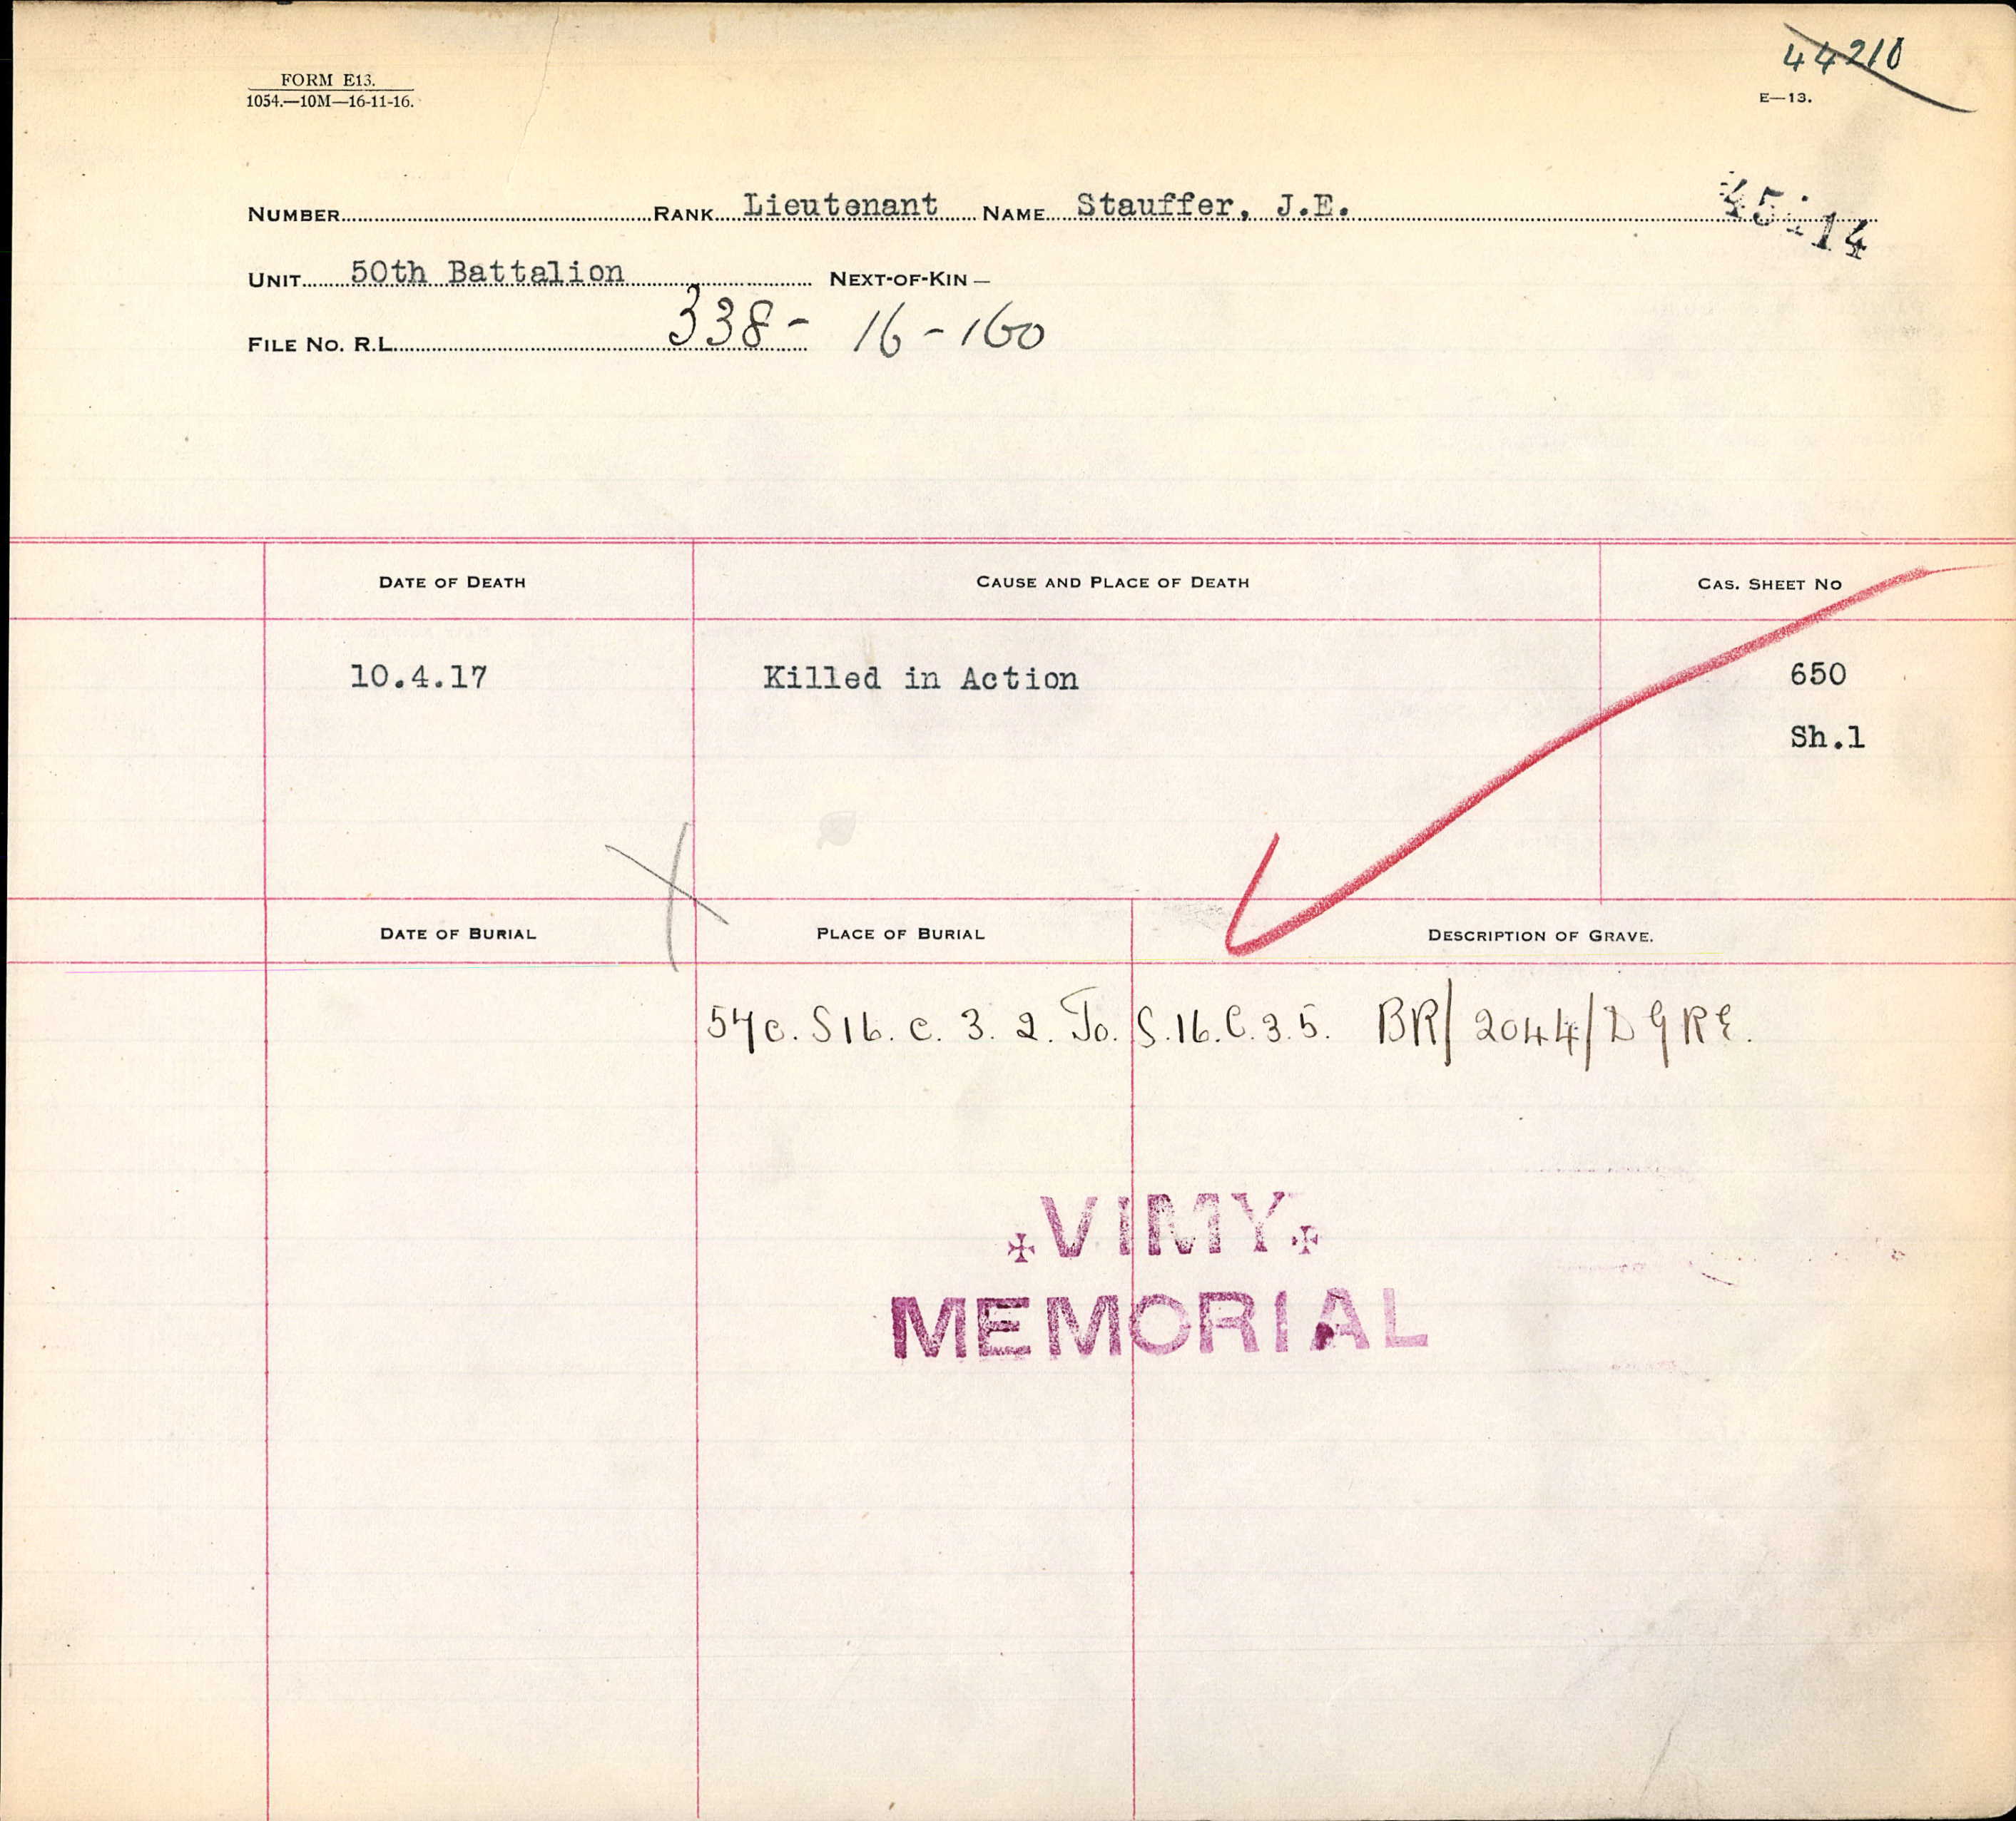 44210
FORM E13.
1054.—10M—16-11-16.
E—13.
NUMBER RANK Lieutenant NAME Stauffer, J.E.
45 14
UNIT 50th Battalion NEXT-OF-KIN —
FILE NO. R.L. 338- 16-160
DATE OF DEATH CAUSE AND PLACE OF DEATH CAS. SHEET NO
10.4.17 Killed in Action 650
Sh.1
DATE OF BURIAL PLACE OF BURIAL DESCRIPTION OF GRAVE.
57c. S16. c. 3. 2. To. S.16.C.3.5. BR/2044/DGRE.
VIMY
MEMORIAL